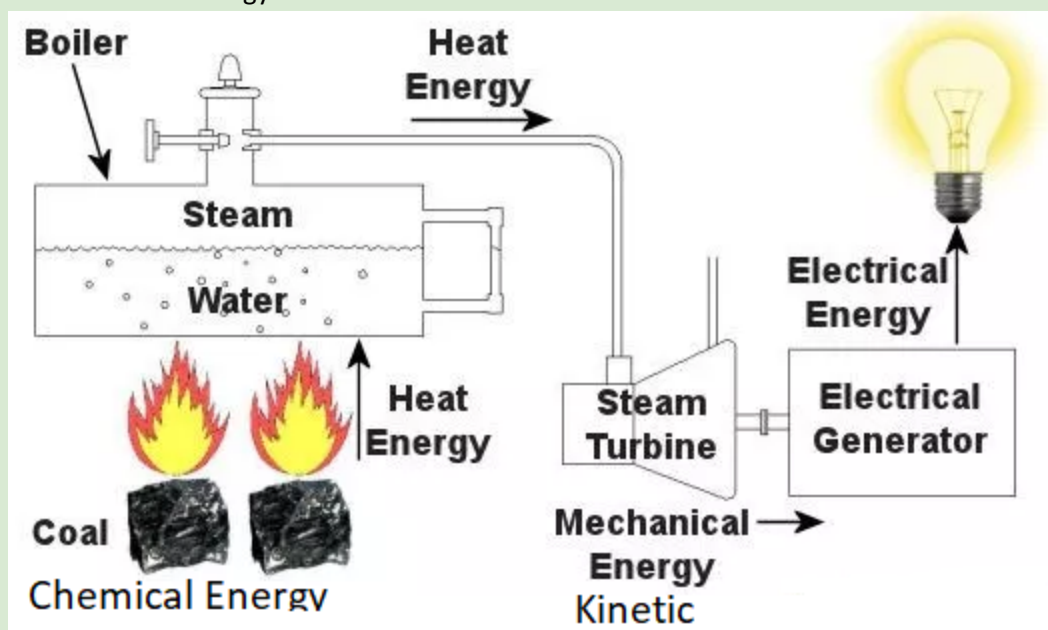 Boiler
Heat
Energy
Steam
Water
Heat
Energy
Coal
Chemical Energy
Steam
Turbine
Mechanical
Energy
Kinetic
Electrical
Generator
Electrical
Energy